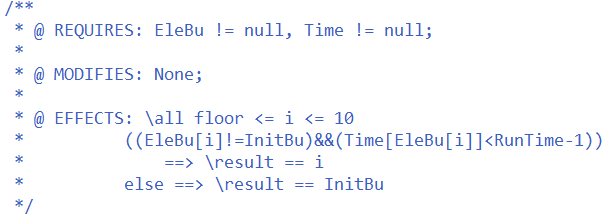 /**
 * @ REQUIRES: EleBu != null, Time != null;
 *
 * @ MODIFIES: None;
 *
 * @ EFFECTS: \all floor <= i <= 10
 *         ((EleBu[i]!=InitBu)&&(Time[EleBu[i]]<RunTime-1))
 *             ==> \result == i
 *         else ==> \result == InitBu
 */